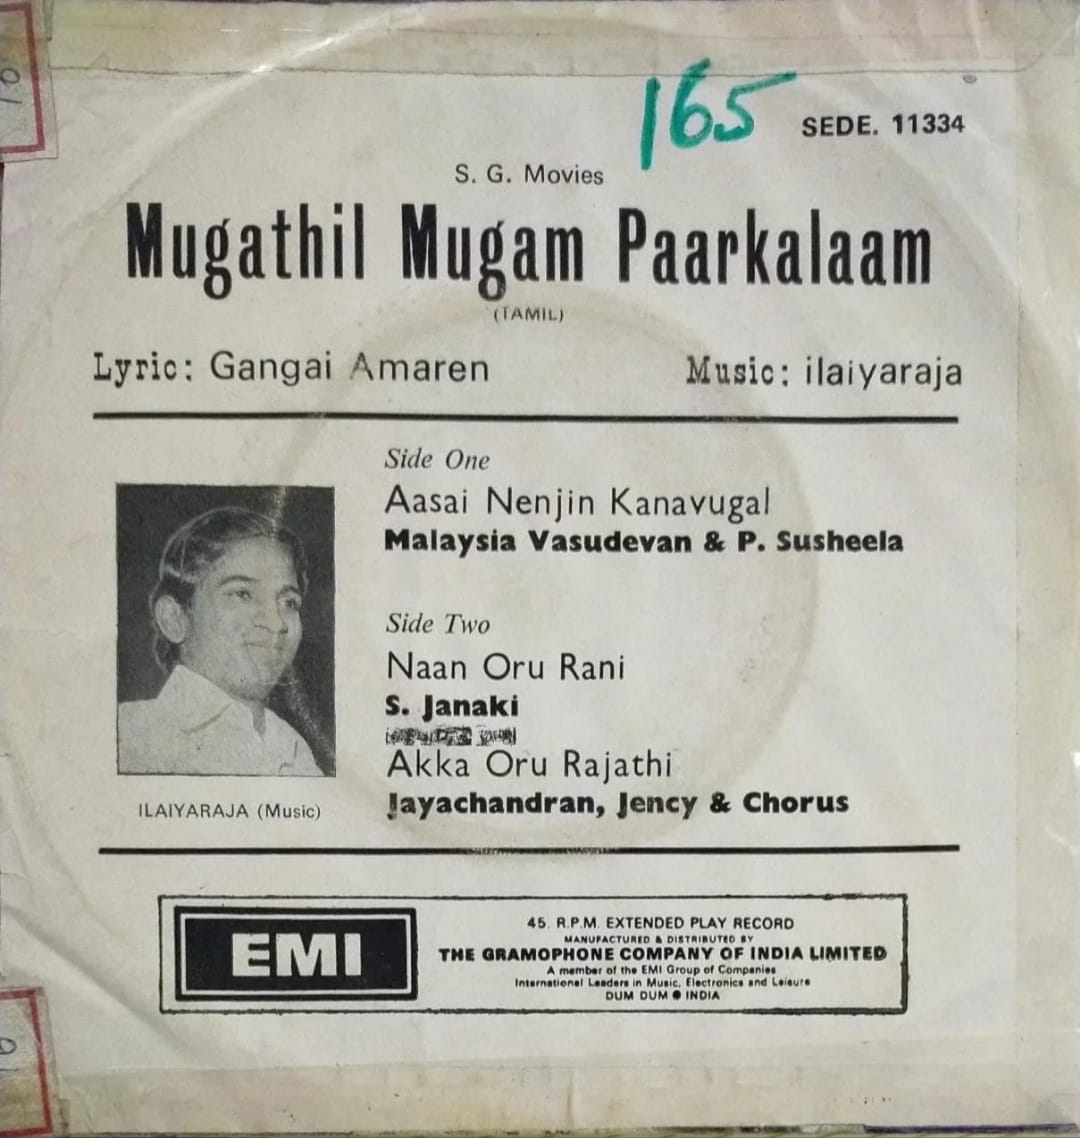 165
SEDE. 11334
S. G. Movies
Mugathil Mugam Paarkalaam
(TAMIL)
Lyric: Gangai Amaren
Music: ilaiyaraja
Side One
Aasai Nenjin Kanavugal
Malaysia Vasudevan & P. Susheela
Side Two
Naan Oru Rani
S. Janaki
Akka Oru Rajathi
Jayachandran, Jency & Chorus
ILAIYARAJA (Music)
EMI
45. R.P.M. EXTENDED PLAY RECORD
MANUFACTURED & DISTRIBUTED BY
THE GRAMOPHONE COMPANY OF INDIA LIMITED
A member of the EMI Group of Companies
International Leaders in Music, Electronics and Leisure
DUM DUM ● INDIA